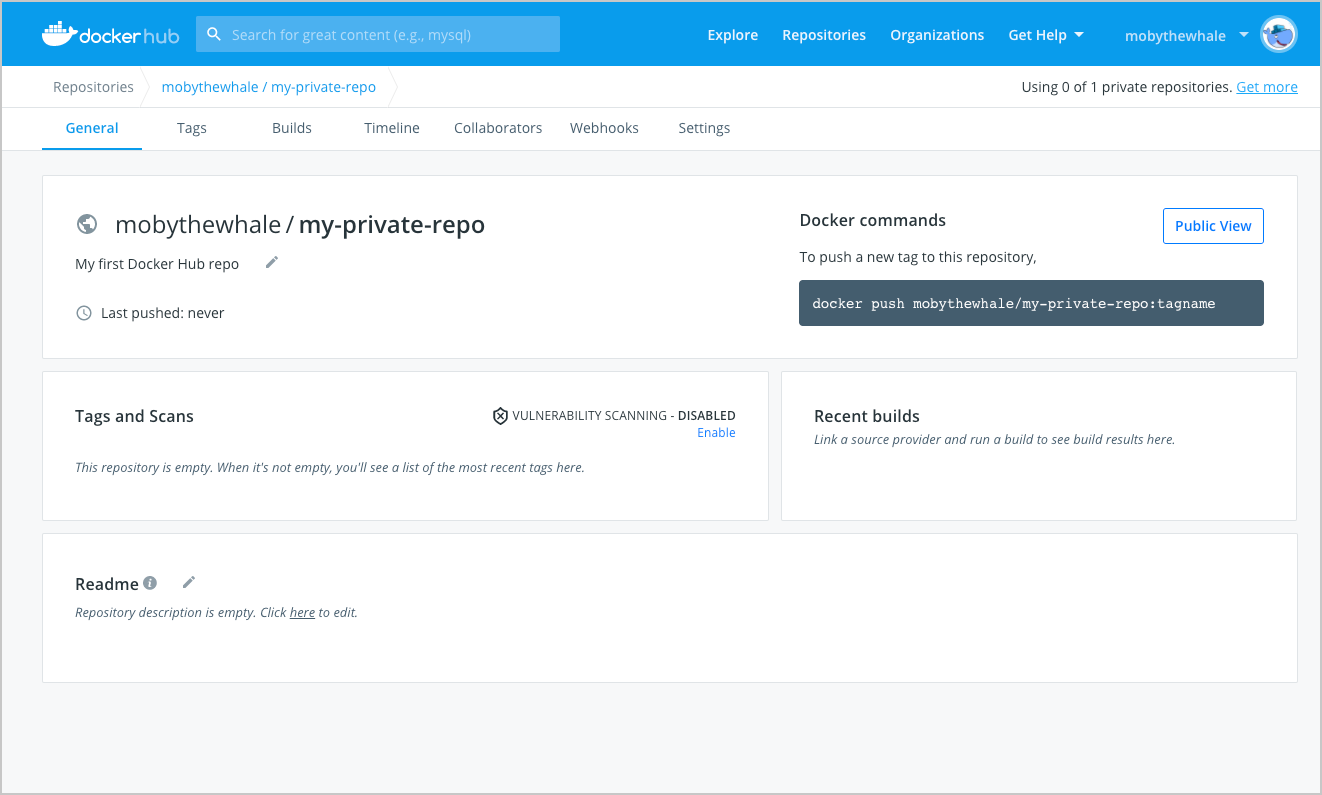 dockerhub
Search for great content (e.g., mysql)
Explore
Repositories
Organizations
Get Help
mobythewhale
Repositories
mobythewhale / my-private-repo
Using 0 of 1 private repositories. Get more
General
Tags
Builds
Timeline
Collaborators
Webhooks
Settings
mobythewhale / my-private-repo
My first Docker Hub repo
Last pushed: never
Docker commands
Public View
To push a new tag to this repository,
docker push mobythewhale/my-private-repo:tagname
Tags and Scans
VULNERABILITY SCANNING - DISABLED
Enable
This repository is empty. When it's not empty, you'll see a list of the most recent tags here.
Recent builds
Link a source provider and run a build to see build results here.
Readme
Repository description is empty. Click here to edit.